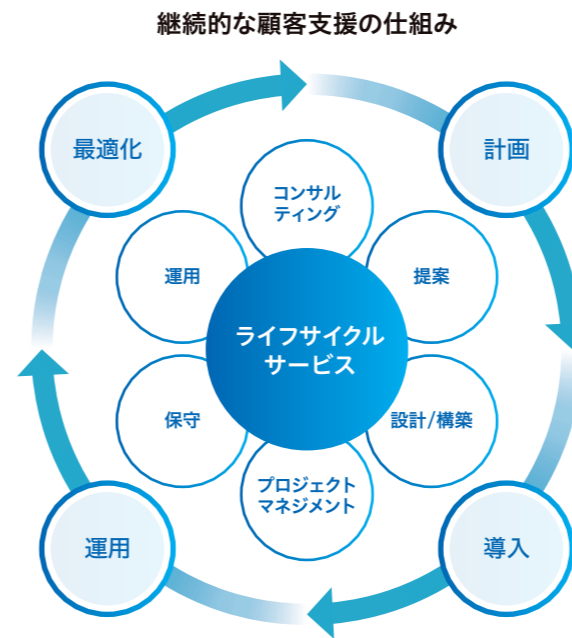 継続的な顧客支援の仕組み
最適化
計画
コンサル
ティング
運用
提案
ライフサイクル
サービス
保守
設計/構築
プロジェクト
マネジメント
運用
導入